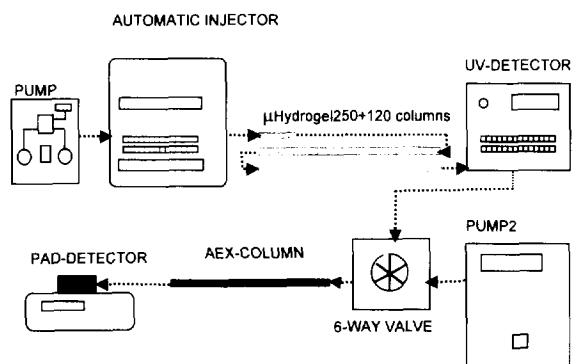 AUTOMATIC INJECTOR
UV-DETECTOR
PUMP
µHydrogel250+120 columns
PUMP2
AEX-COLUMN
PAD-DETECTOR
6-WAY VALVE